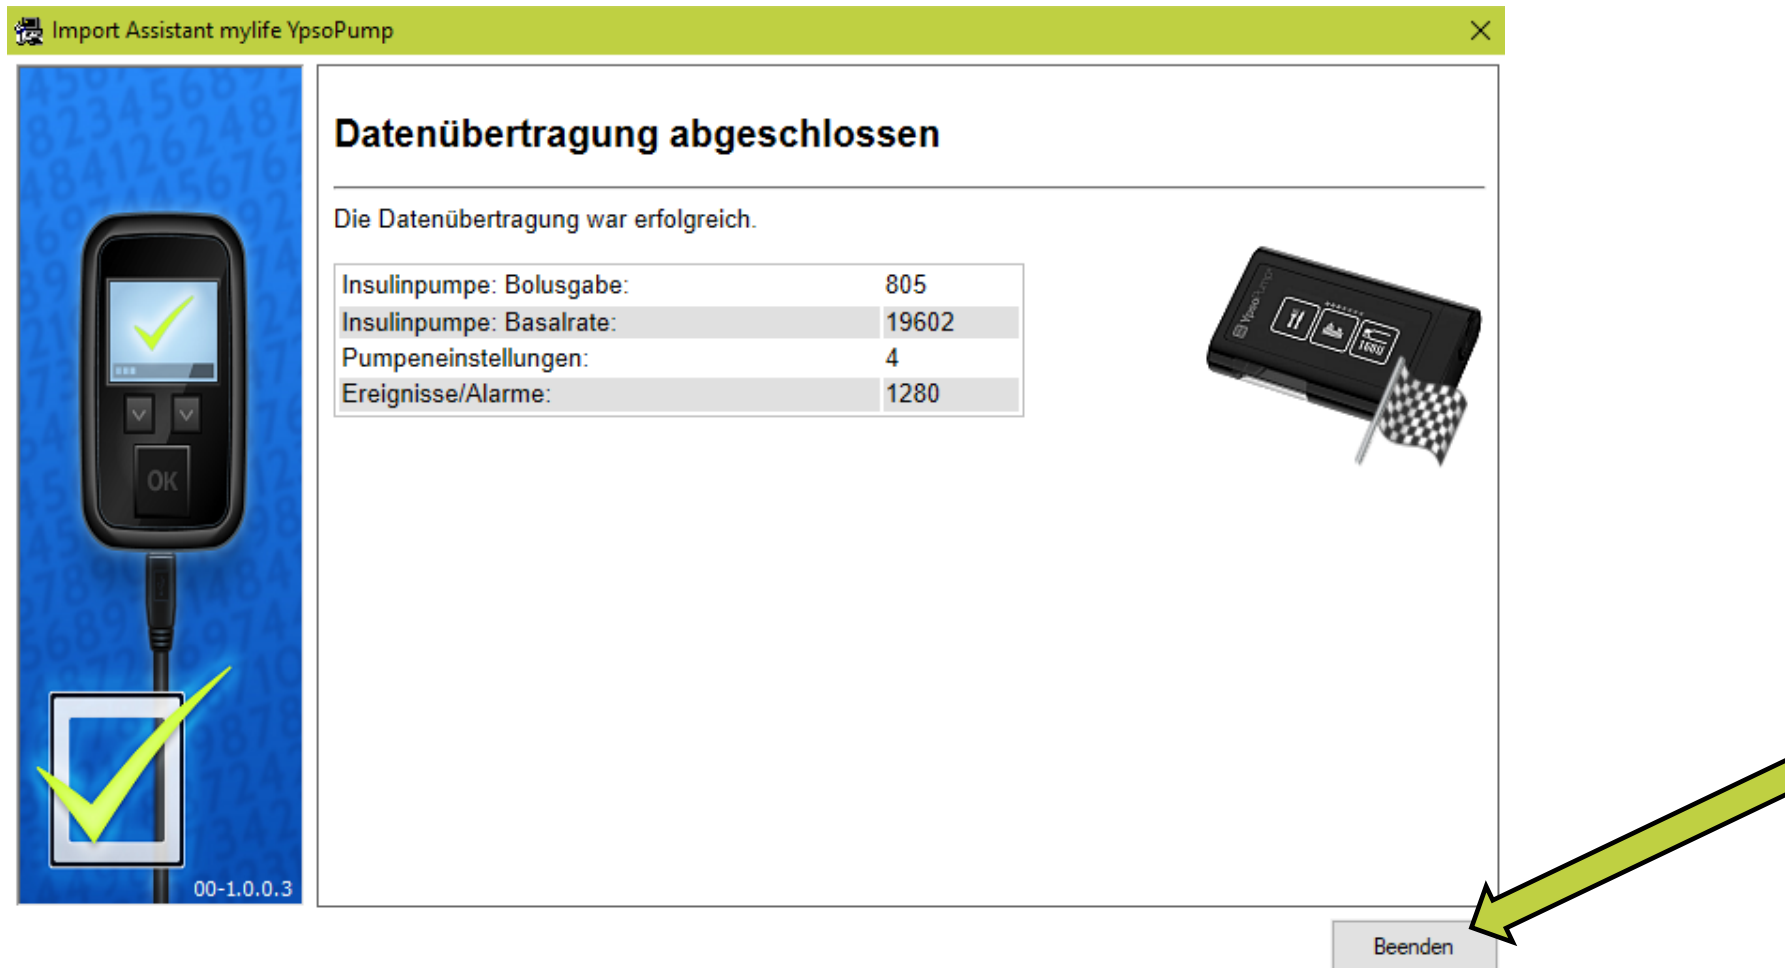 Import Assistant mylife YpsoPump
Datenübertragung abgeschlossen
Die Datenübertragung war erfolgreich.
Insulinpumpe: Bolusgabe: 805
Insulinpumpe: Basalrate: 19602
Pumpeneinstellungen: 4
Ereignisse/Alarme: 1280
YpsoPump
OK
00-1.0.0.3
Beenden